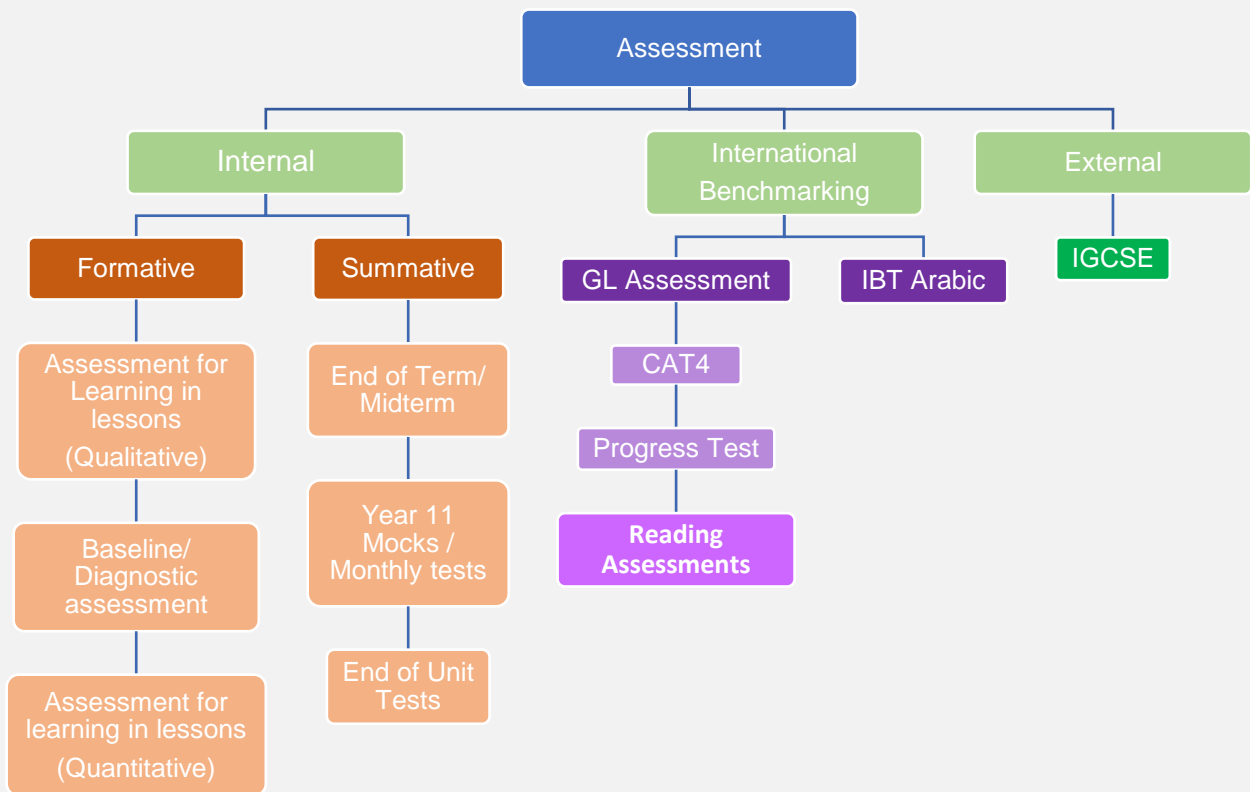 Assessment
Internal
International
Benchmarking
External
Formative
Summative
GL Assessment
IBT Arabic
IGCSE
Assessment for
Learning in
lessons
(Qualitative)
End of Term/
Midterm
CAT4
Progress Test
Baseline/
Diagnostic
assessment
Year 11
Mocks /
Monthly tests
Reading
Assessments
Assessment for
learning in lessons
(Quantitative)
End of Unit
Tests